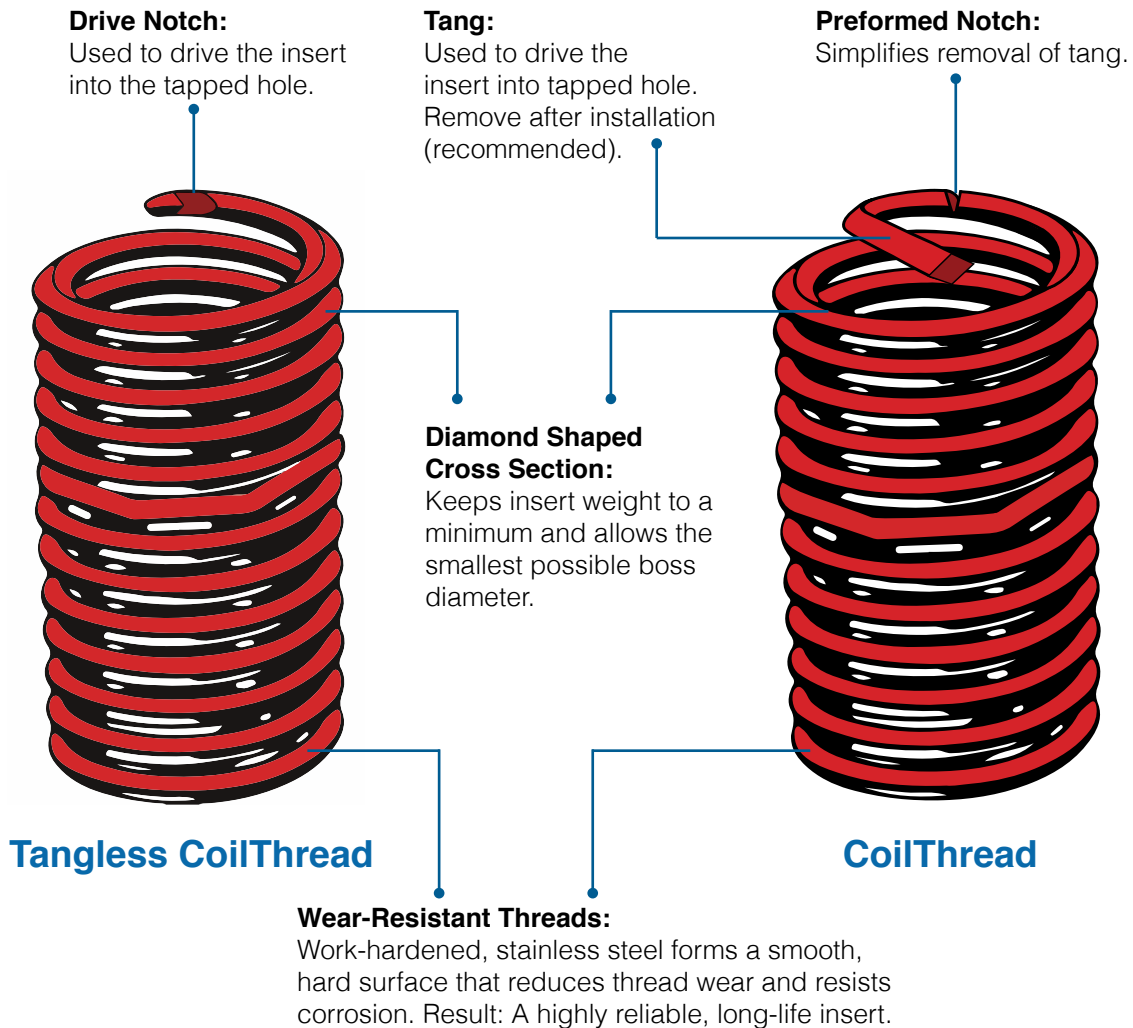 Drive Notch:
Used to drive the insert
into the tapped hole.
Tang:
Used to drive the
insert into tapped hole.
Remove after installation
(recommended).
Preformed Notch:
Simplifies removal of tang.
Diamond Shaped
Cross Section:
Keeps insert weight to a
minimum and allows the
smallest possible boss
diameter.
Tangless CoilThread
CoilThread
Wear-Resistant Threads:
Work-hardened, stainless steel forms a smooth,
hard surface that reduces thread wear and resists
corrosion. Result: A highly reliable, long-life insert.